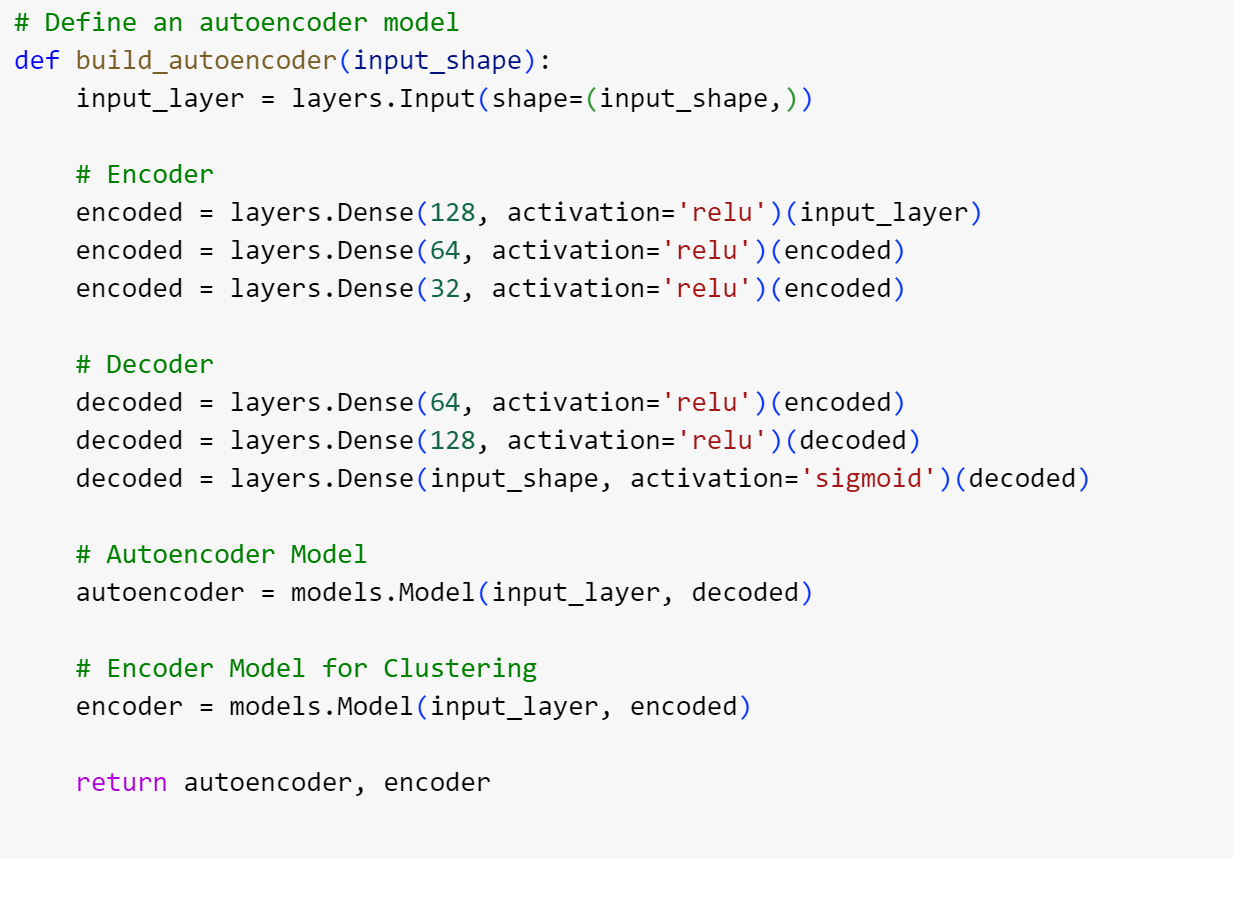 # Define an autoencoder model
def build_autoencoder(input_shape):
    input_layer = layers.Input(shape=(input_shape,))

    # Encoder
    encoded = layers.Dense(128, activation='relu')(input_layer)
    encoded = layers.Dense(64, activation='relu')(encoded)
    encoded = layers.Dense(32, activation='relu')(encoded)

    # Decoder
    decoded = layers.Dense(64, activation='relu')(encoded)
    decoded = layers.Dense(128, activation='relu')(decoded)
    decoded = layers.Dense(input_shape, activation='sigmoid')(decoded)

    # Autoencoder Model
    autoencoder = models.Model(input_layer, decoded)

    # Encoder Model for Clustering
    encoder = models.Model(input_layer, encoded)

    return autoencoder, encoder